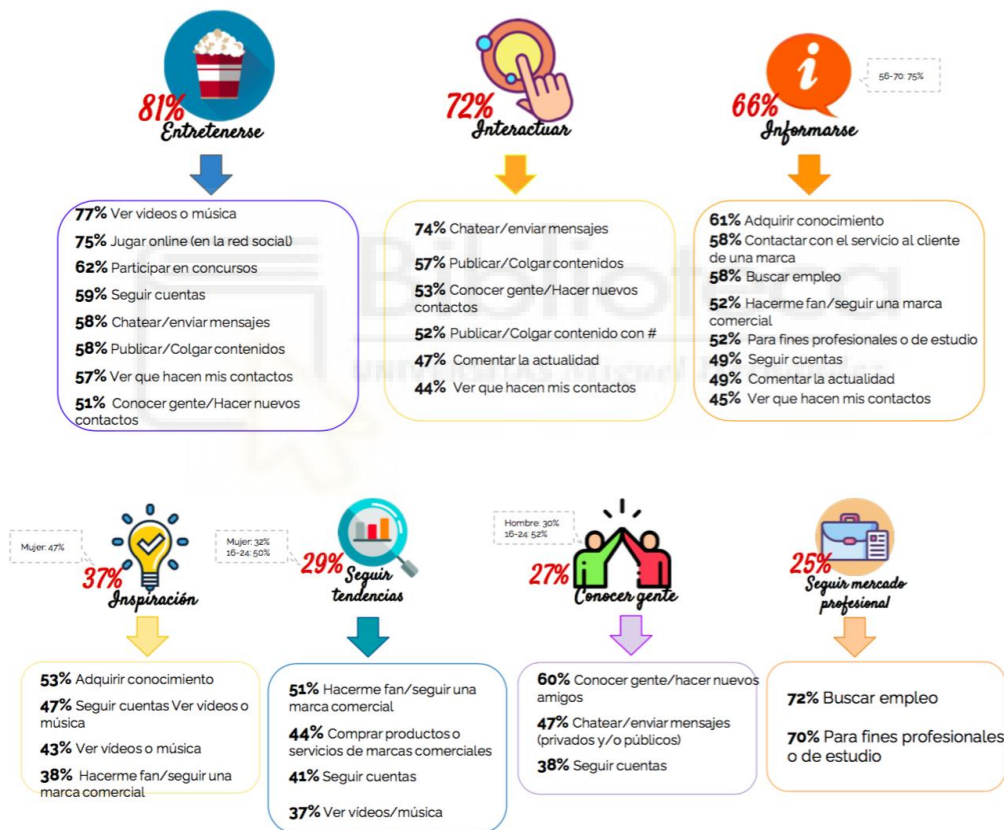 81%
Entretenerse
72%
Interactuar
66%
Informarse
56-70: 75%
77% Ver videos o música
75% Jugar online (en la red social)
62% Participar en concursos
59% Seguir cuentas
58% Chatear/enviar mensajes
58% Publicar/Colgar contenidos
57% Ver que hacen mis contactos
51% Conocer gente/Hacer nuevos
contactos
74% Chatear/enviar mensajes
57% Publicar/Colgar contenidos
53% Conocer gente/Hacer nuevos
contactos
52% Publicar/Colgar contenido con #
47% Comentar la actualidad
44% Ver que hacen mis contactos
61% Adquirir conocimiento
58% Contactar con el servicio al cliente
de una marca
58% Buscar empleo
52% Hacerme fan/seguir una marca
comercial
52% Para fines profesionales o de estudio
49% Seguir cuentas
49% Comentar la actualidad
45% Ver que hacen mis contactos
Biblioteca
UNIVERSITAS Miguel Hernández
Mujer: 47%
37%
Inspiración
Mujer: 32%
16-24: 50%
29%
Seguir
tendencias
Hombre: 30%
16-24: 52%
27%
Conocer gente
25%
Seguir mercado
profesional
53% Adquirir conocimiento
47% Seguir cuentas Ver vídeos o
música
43% Ver vídeos o música
38% Hacerme fan/seguir una
marca comercial
51% Hacerme fan/seguir una
marca comercial
44% Comprar productos o
servicios de marcas comerciales
41% Seguir cuentas
37% Ver vídeos/música
60% Conocer gente/hacer nuevos
amigos
47% Chatear/enviar mensajes
(privados y/o públicos)
38% Seguir cuentas
72% Buscar empleo
70% Para fines profesionales
o de estudio